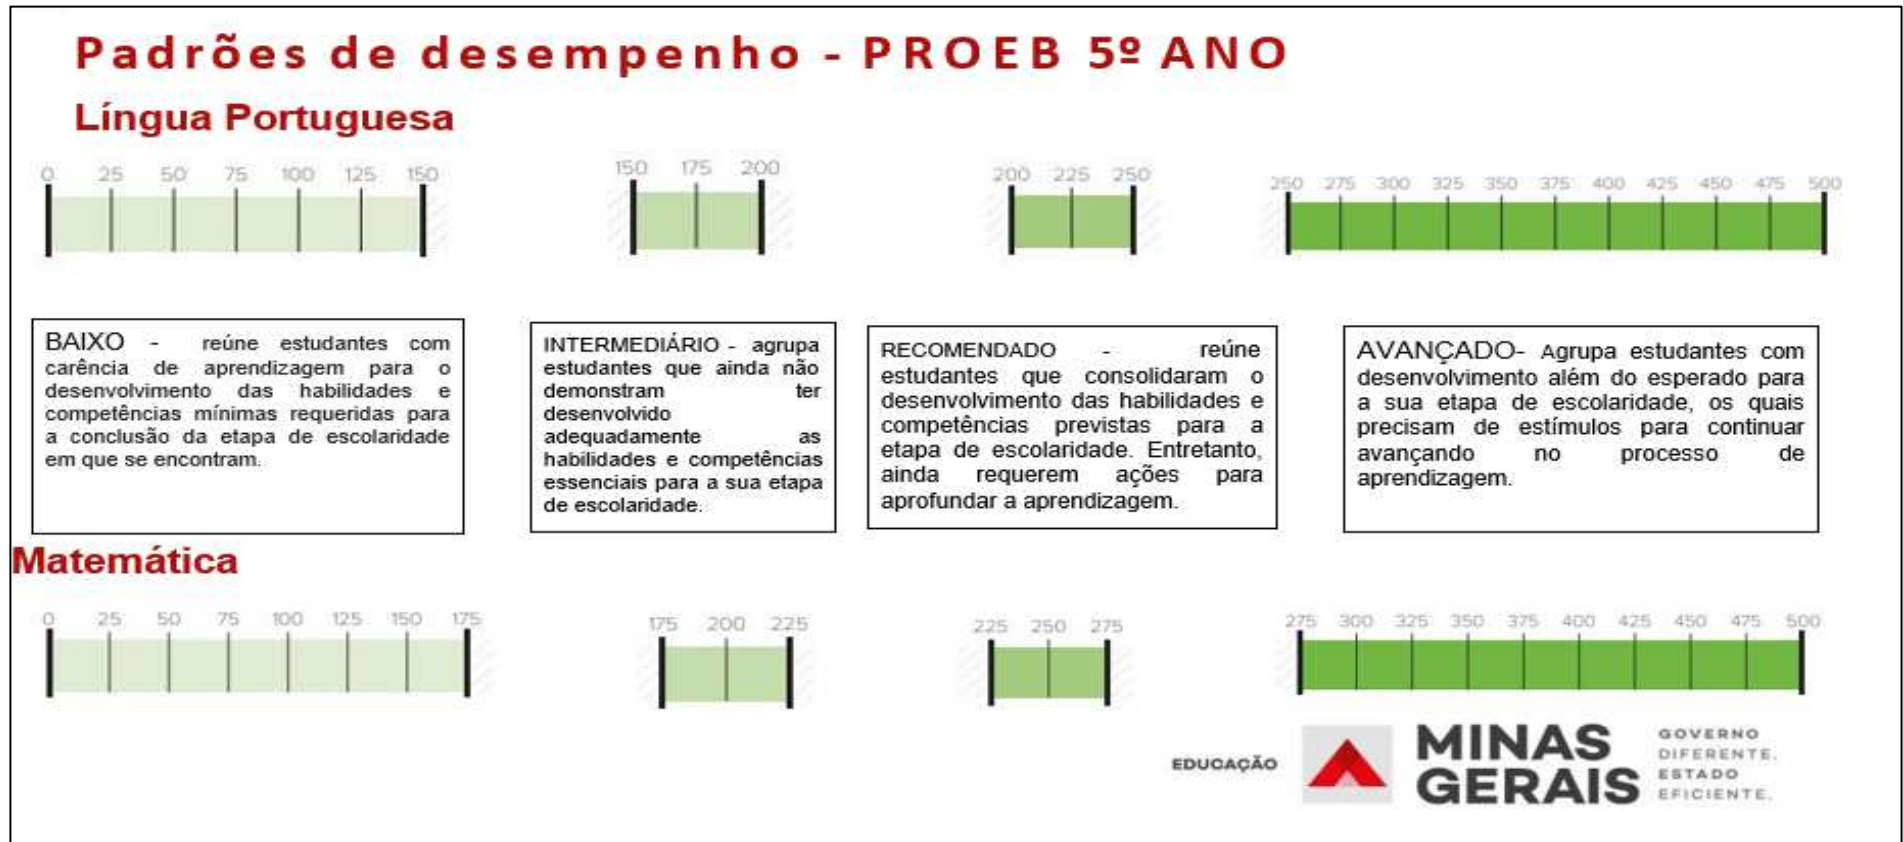 Padrões de desempenho - PROEB 5º ANO
Língua Portuguesa
0 25 50 75 100 125 150
150 175 200
200 225 250
250 275 300 325 350 375 400 425 450 475 500
BAIXO - reúne estudantes com
carência de aprendizagem para o
desenvolvimento das habilidades e
competências mínimas requeridas para
a conclusão da etapa de escolaridade
em que se encontram.
INTERMEDIÁRIO - agrupa
estudantes que ainda não
demonstram ter
desenvolvido
adequadamente as
habilidades e competências
essenciais para a sua etapa
de escolaridade.
RECOMENDADO - reúne
estudantes que consolidaram o
desenvolvimento das habilidades e
competências previstas para a
etapa de escolaridade. Entretanto,
ainda requerem ações para
aprofundar a aprendizagem.
AVANÇADO- Agrupa estudantes com
desenvolvimento além do esperado para
a sua etapa de escolaridade, os quais
precisam de estímulos para continuar
avançando no processo de
aprendizagem.
Matemática
0 25 50 75 100 125 150 175
175 200 225
225 250 275
275 300 325 350 375 400 425 450 475 500
EDUCAÇÃO
MINAS
GERAIS
GOVERNO
DIFERENTE.
ESTADO
EFICIENTE.